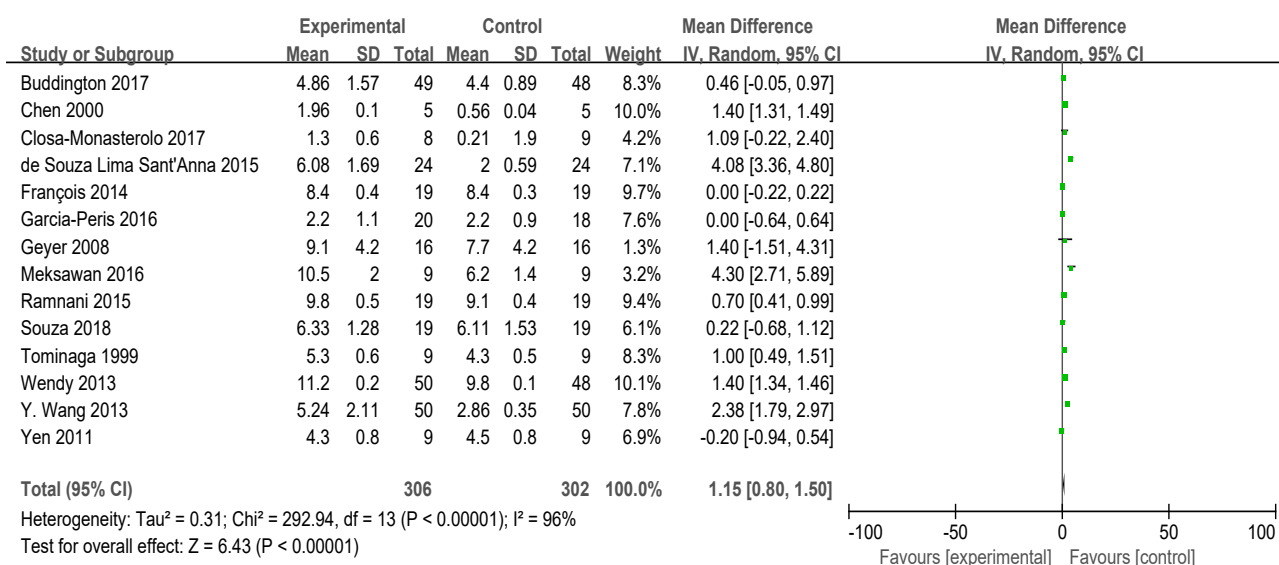 Experimental Control Mean Difference Mean Difference
Study or Subgroup Mean SD Total Mean SD Total Weight IV, Random, 95% CI IV, Random, 95% CI
Buddington 2017 4.86 1.57 49 4.4 0.89 48 8.3% 0.46 [-0.05, 0.97]
Chen 2000 1.96 0.1 5 0.56 0.04 5 10.0% 1.40 [1.31, 1.49]
Closa-Monasterolo 2017 1.3 0.6 8 0.21 1.9 9 4.2% 1.09 [-0.22, 2.40]
de Souza Lima Sant'Anna 2015 6.08 1.69 24 2 0.59 24 7.1% 4.08 [3.36, 4.80]
François 2014 8.4 0.4 19 8.4 0.3 19 9.7% 0.00 [-0.22, 0.22]
Garcia-Peris 2016 2.2 1.1 20 2.2 0.9 18 7.6% 0.00 [-0.64, 0.64]
Geyer 2008 9.1 4.2 16 7.7 4.2 16 1.3% 1.40 [-1.51, 4.31]
Meksawan 2016 10.5 2 9 6.2 1.4 9 3.2% 4.30 [2.71, 5.89]
Ramnani 2015 9.8 0.5 19 9.1 0.4 19 9.4% 0.70 [0.41, 0.99]
Souza 2018 6.33 1.28 19 6.11 1.53 19 6.1% 0.22 [-0.68, 1.12]
Tominaga 1999 5.3 0.6 9 4.3 0.5 9 8.3% 1.00 [0.49, 1.51]
Wendy 2013 11.2 0.2 50 9.8 0.1 48 10.1% 1.40 [1.34, 1.46]
Y. Wang 2013 5.24 2.11 50 2.86 0.35 50 7.8% 2.38 [1.79, 2.97]
Yen 2011 4.3 0.8 9 4.5 0.8 9 6.9% -0.20 [-0.94, 0.54]
Total (95% CI) 306 302 100.0% 1.15 [0.80, 1.50]
Heterogeneity: Tau² = 0.31; Chi² = 292.94, df = 13 (P < 0.00001); I² = 96%
Test for overall effect: Z = 6.43 (P < 0.00001)
-100 -50 0 50 100
Favours [experimental] Favours [control]